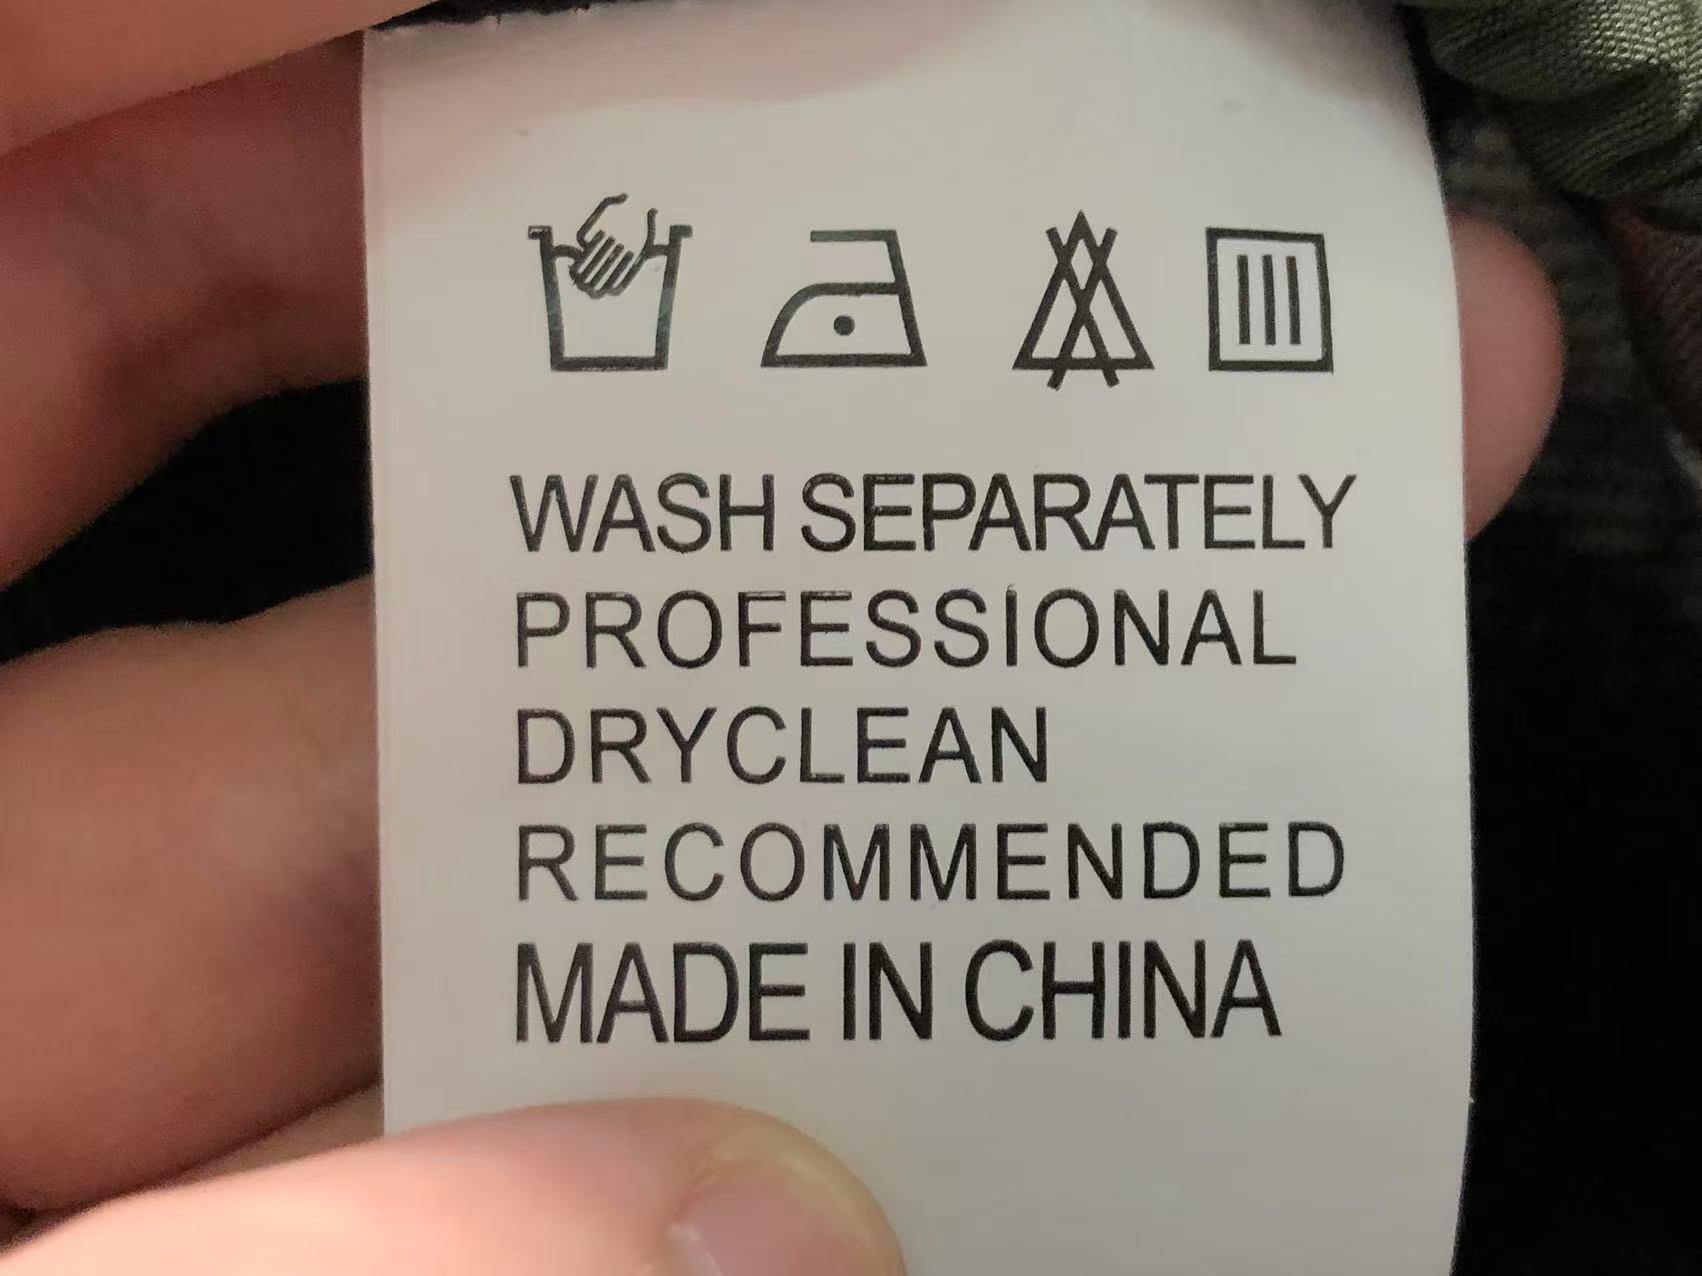 WASH SEPARATELY
PROFESSIONAL
DRYCLEAN
RECOMMENDED
MADE IN CHINA